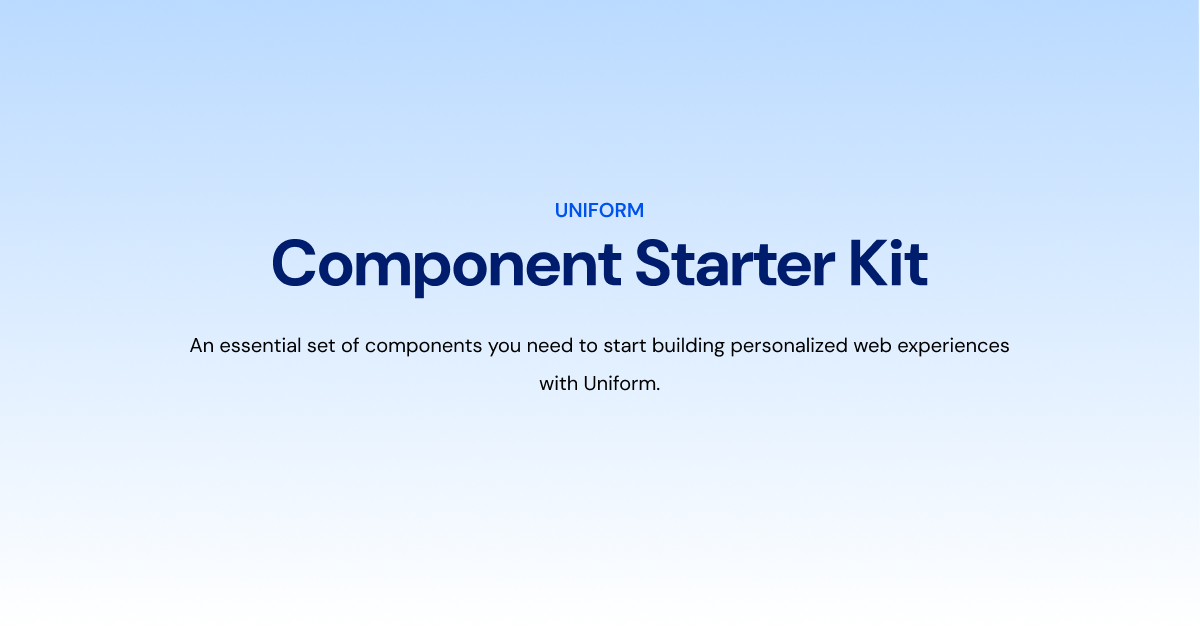 UNIFORM
Component Starter Kit
An essential set of components you need to start building personalized web experiences
with Uniform.